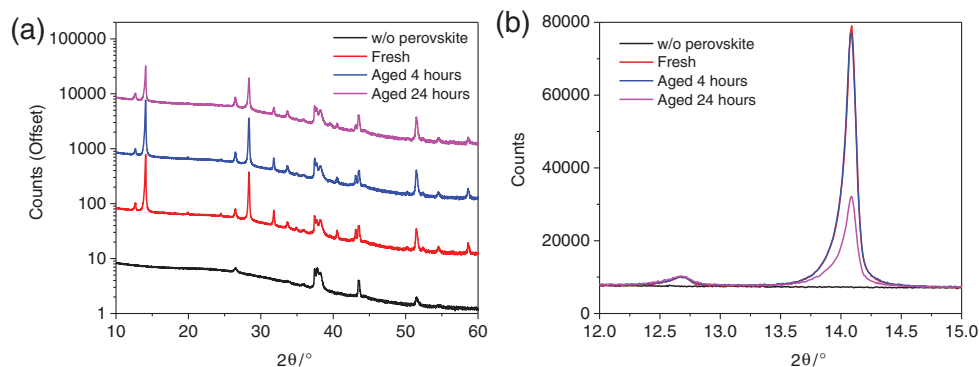 (a)
100000
10000
1000
100
10
1
Counts (Offset)
w/o perovskite
Fresh
Aged 4 hours
Aged 24 hours
10 20 30 40 50 60
2θ/°
(b)
80000
60000
40000
20000
0
Counts
w/o perovskite
Fresh
Aged 4 hours
Aged 24 hours
12.0 12.5 13.0 13.5 14.0 14.5 15.0
2θ/°